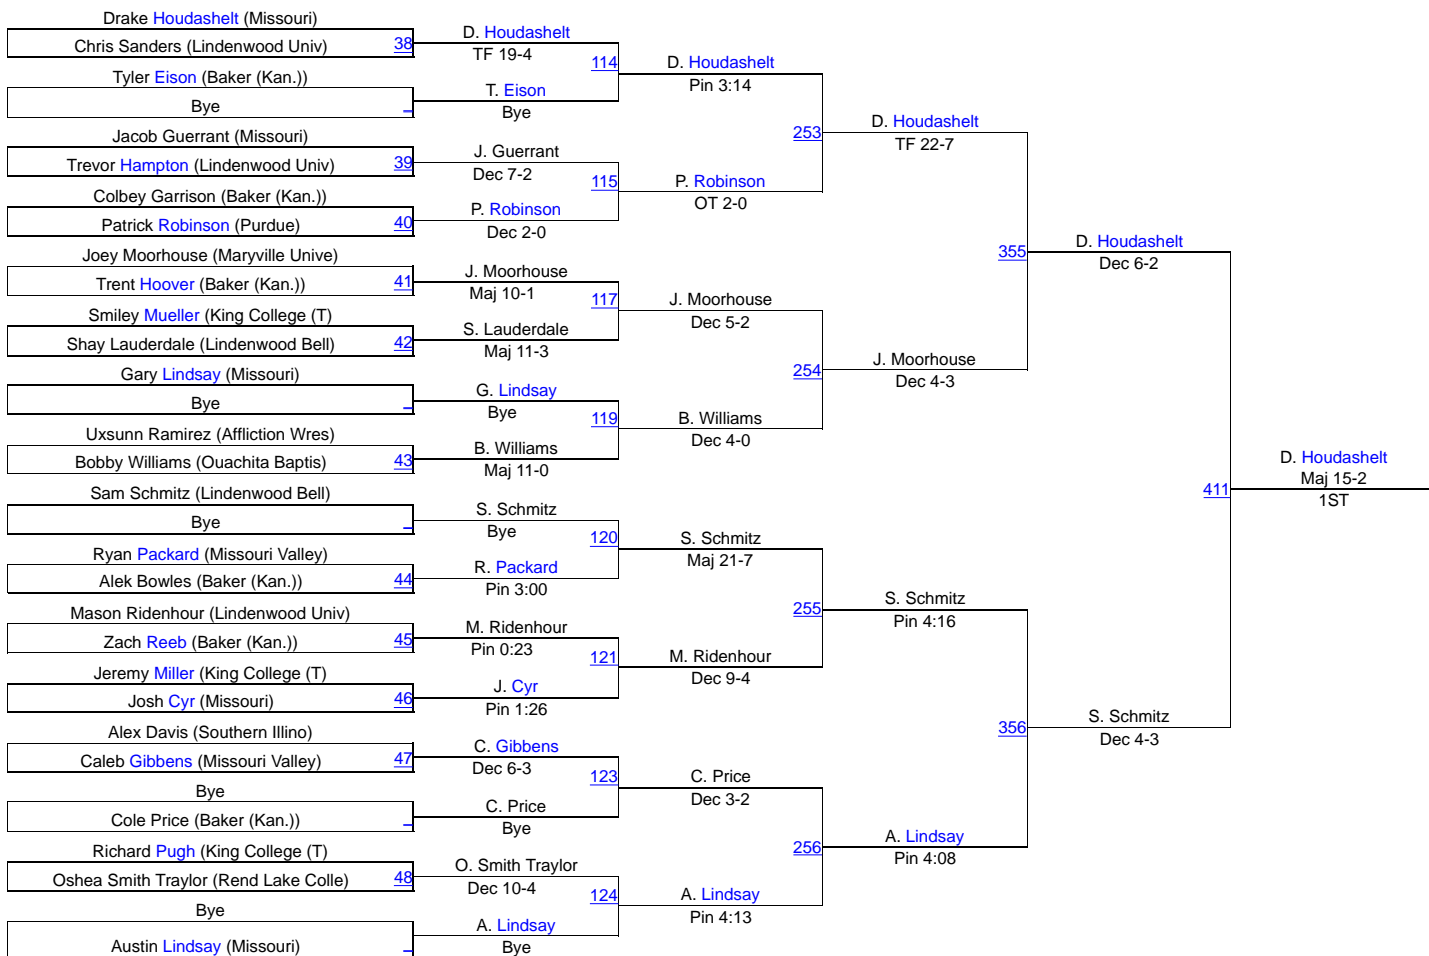 Drake Houdashelt (Missouri)
Chris Sanders (Lindenwood Univ)
38
Tyler Eison (Baker (Kan.))
Bye
Jacob Guerrant (Missouri)
Trevor Hampton (Lindenwood Univ)
39
Colbey Garrison (Baker (Kan.))
Patrick Robinson (Purdue)
40
Joey Moorhouse (Maryville Unive)
Trent Hoover (Baker (Kan.))
41
Smiley Mueller (King College (T)
Shay Lauderdale (Lindenwood Bell)
42
Gary Lindsay (Missouri)
Bye
Uxsunn Ramirez (Affliction Wres)
Bobby Williams (Ouachita Baptis)
43
Sam Schmitz (Lindenwood Bell)
Bye
Ryan Packard (Missouri Valley)
Alek Bowles (Baker (Kan.))
44
Mason Ridenhour (Lindenwood Univ)
Zach Reeb (Baker (Kan.))
45
Jeremy Miller (King College (T)
Josh Cyr (Missouri)
46
Alex Davis (Southern Illino)
Caleb Gibbens (Missouri Valley)
47
Bye
Cole Price (Baker (Kan.))
Richard Pugh (King College (T)
Oshea Smith Traylor (Rend Lake Colle)
48
Bye
Austin Lindsay (Missouri)
D. Houdashelt
TF 19-4
114
T. Eison
Bye
J. Guerrant
Dec 7-2
115
P. Robinson
Dec 2-0
J. Moorhouse
Maj 10-1
117
S. Lauderdale
Maj 11-3
G. Lindsay
Bye
119
B. Williams
Maj 11-0
S. Schmitz
Bye
120
R. Packard
Pin 3:00
M. Ridenhour
Pin 0:23
121
J. Cyr
Pin 1:26
C. Gibbens
Dec 6-3
123
C. Price
Bye
O. Smith Traylor
Dec 10-4
124
A. Lindsay
Bye
D. Houdashelt
Pin 3:14
253
P. Robinson
OT 2-0
J. Moorhouse
Dec 5-2
254
B. Williams
Dec 4-0
S. Schmitz
Maj 21-7
255
M. Ridenhour
Dec 9-4
C. Price
Dec 3-2
256
A. Lindsay
Pin 4:13
D. Houdashelt
TF 22-7
355
J. Moorhouse
Dec 4-3
S. Schmitz
Pin 4:16
356
A. Lindsay
Pin 4:08
D. Houdashelt
Dec 6-2
411
S. Schmitz
Dec 4-3
D. Houdashelt
Maj 15-2
1ST